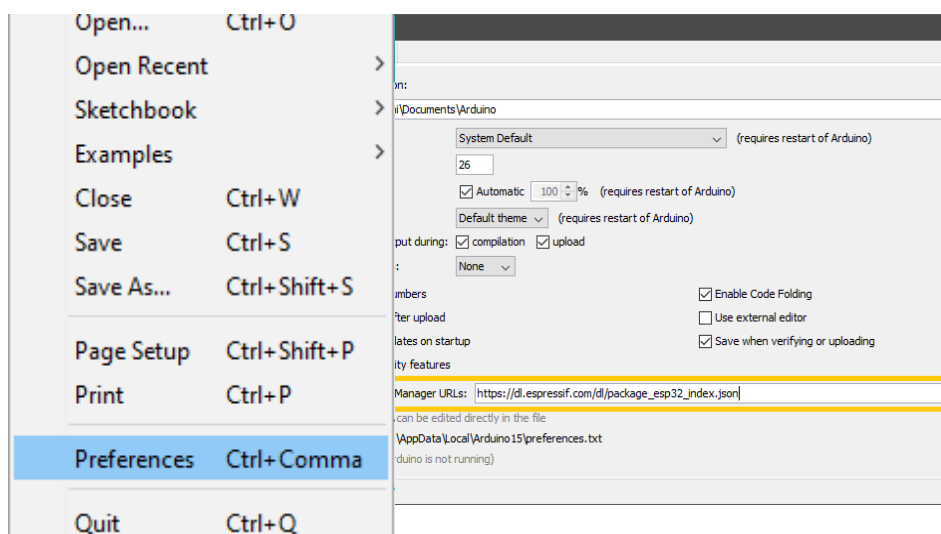 Open... Ctrl+O
Open Recent
Sketchbook
Examples
Close Ctrl+W
Save Ctrl+S
Save As... Ctrl+Shift+S
Page Setup Ctrl+Shift+P
Print Ctrl+P
Preferences Ctrl+Comma
Quit Ctrl+Q
on:
\Documents\Arduino
System Default (requires restart of Arduino)
26
Automatic 100 % (requires restart of Arduino)
Default theme (requires restart of Arduino)
put during: compilation upload
: None
umbers Enable Code Folding
fter upload Use external editor
lates on startup Save when verifying or uploading
ity features
Manager URLs: https://dl.espressif.com/dl/package_esp32_index.json
can be edited directly in the file
\AppData\Local\Arduino15\preferences.txt
rduino is not running)